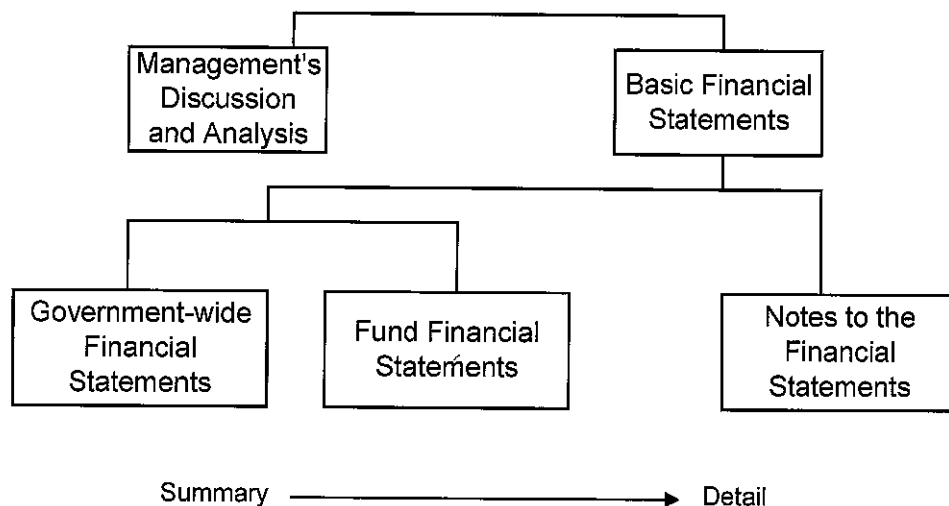 Management's
Discussion
and Analysis
Basic Financial
Statements
Government-wide
Financial
Statements
Fund Financial
Statements
Notes to the
Financial
Statements
Summary
Detail